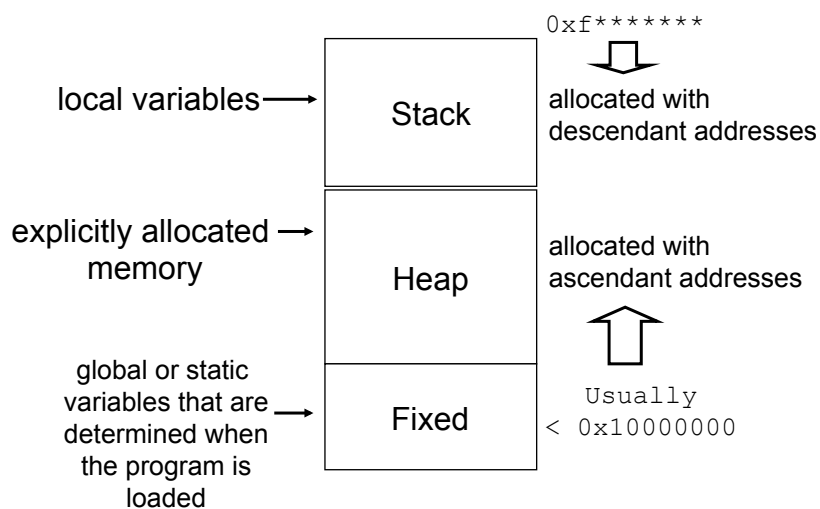 0xf*******
local variables
Stack
allocated with
descendant addresses
explicitly allocated
memory
Heap
allocated with
ascendant addresses
global or static
variables that are
determined when
the program is
loaded
Fixed
Usually
< 0x10000000